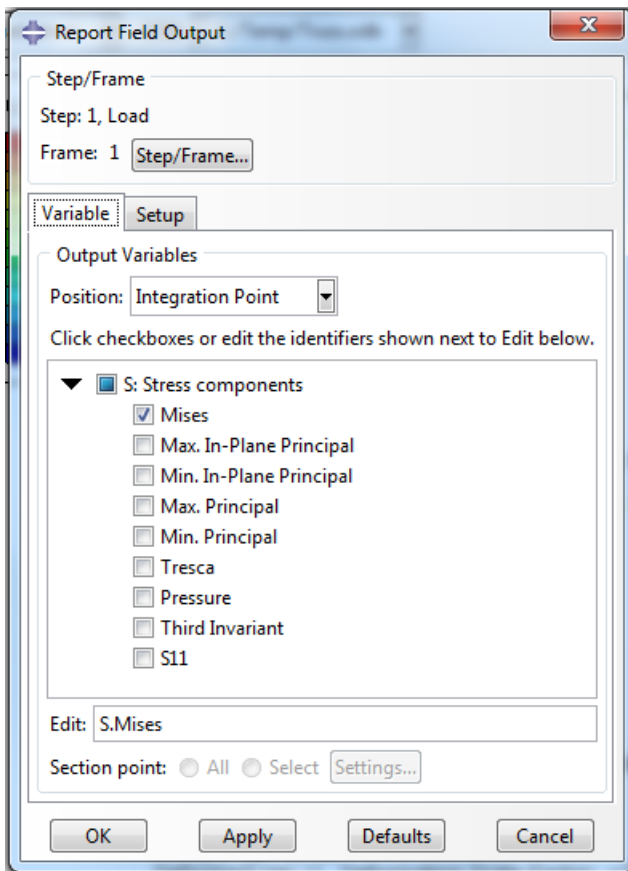 Report Field Output
Step/Frame
Step: 1, Load
Frame: 1 Step/Frame...
Variable Setup
Output Variables
Position: Integration Point
Click checkboxes or edit the identifiers shown next to Edit below.
S: Stress components
Mises
Max. In-Plane Principal
Min. In-Plane Principal
Max. Principal
Min. Principal
Tresca
Pressure
Third Invariant
S11
Edit: S.Mises
Section point: All Select Settings...
OK Apply Defaults Cancel